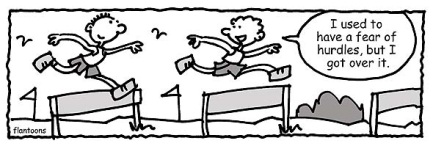 I used to
have a fear of
hurdles, but I
got over it.
flantoons